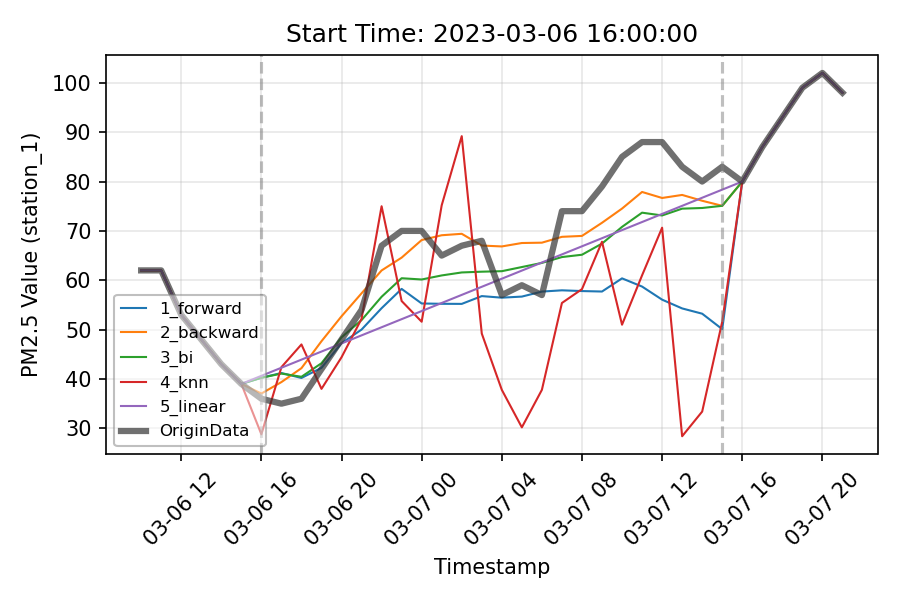 Start Time: 2023-03-06 16:00:00
PM2.5 Value (station_1)
100
90
80
70
60
50
40
30
1_forward
2_backward
3_bi
4_knn
5_linear
OriginData
03-06 12
03-06 16
03-06 20
03-07 00
03-07 04
03-07 08
03-07 12
03-07 16
03-07 20
Timestamp